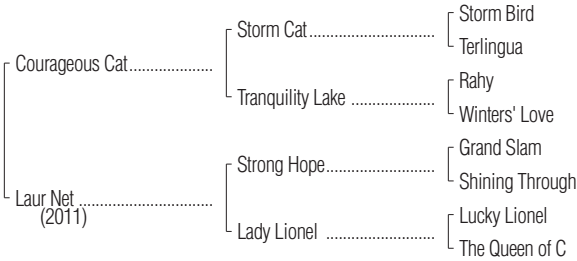 Storm Bird
Storm Cat
Terlingua
Courageous Cat
Rahy
Tranquility Lake
Winters' Love
Grand Slam
Strong Hope
Shining Through
Laur Net
(2011)
Lucky Lionel
Lady Lionel
The Queen of C